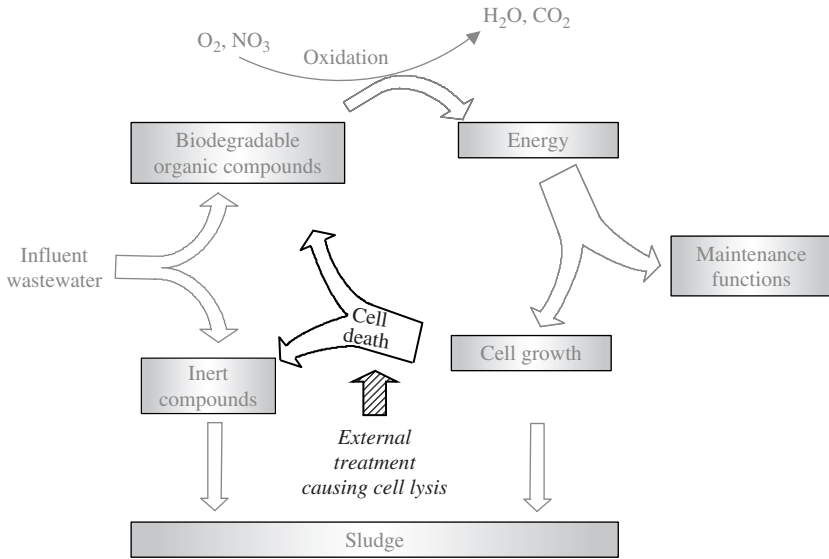 H₂O, CO₂
O₂, NO₃
Oxidation
Biodegradable
organic compounds
Energy
Influent
wastewater
Maintenance
functions
Cell
death
Cell growth
Inert
compounds
External
treatment
causing cell lysis
Sludge